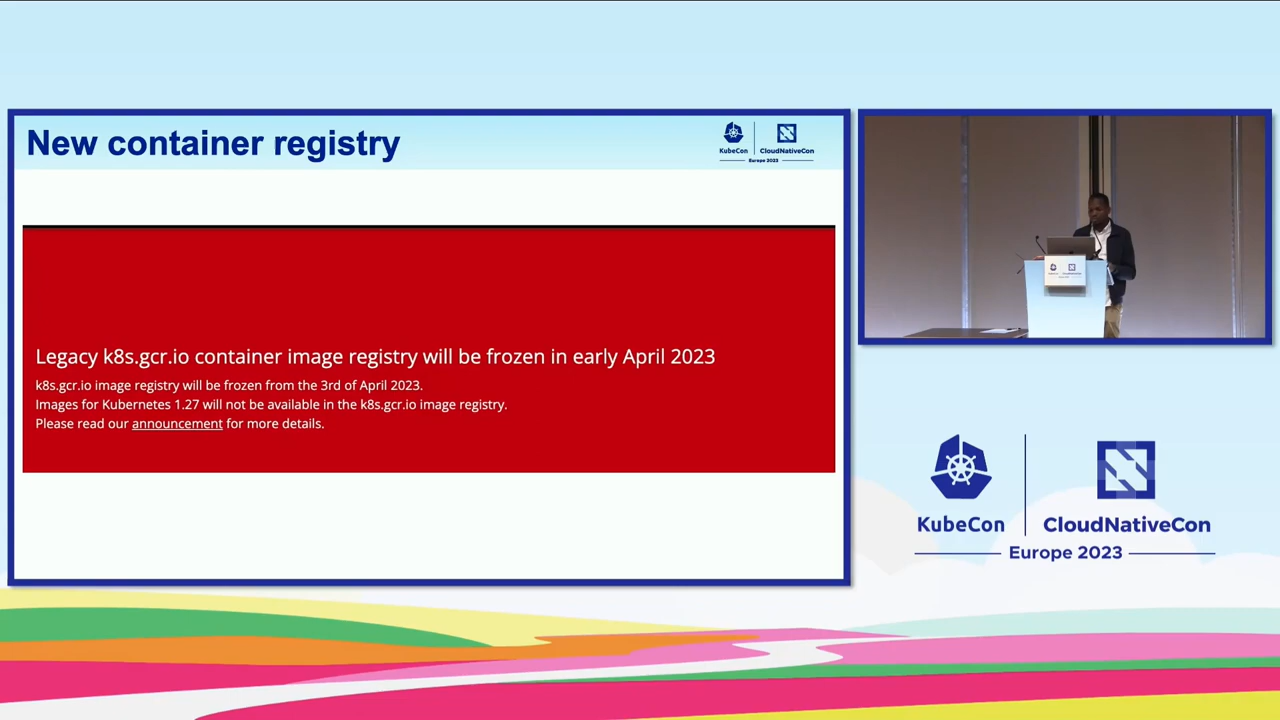 New container registry
KubeCon
CloudNativeCon
Europe 2023
Legacy k8s.gcr.io container image registry will be frozen in early April 2023
k8s.gcr.io image registry will be frozen from the 3rd of April 2023.
Images for Kubernetes 1.27 will not be available in the k8s.gcr.io image registry.
Please read our announcement for more details.
KubeCon
CloudNativeCon
Europe 2023